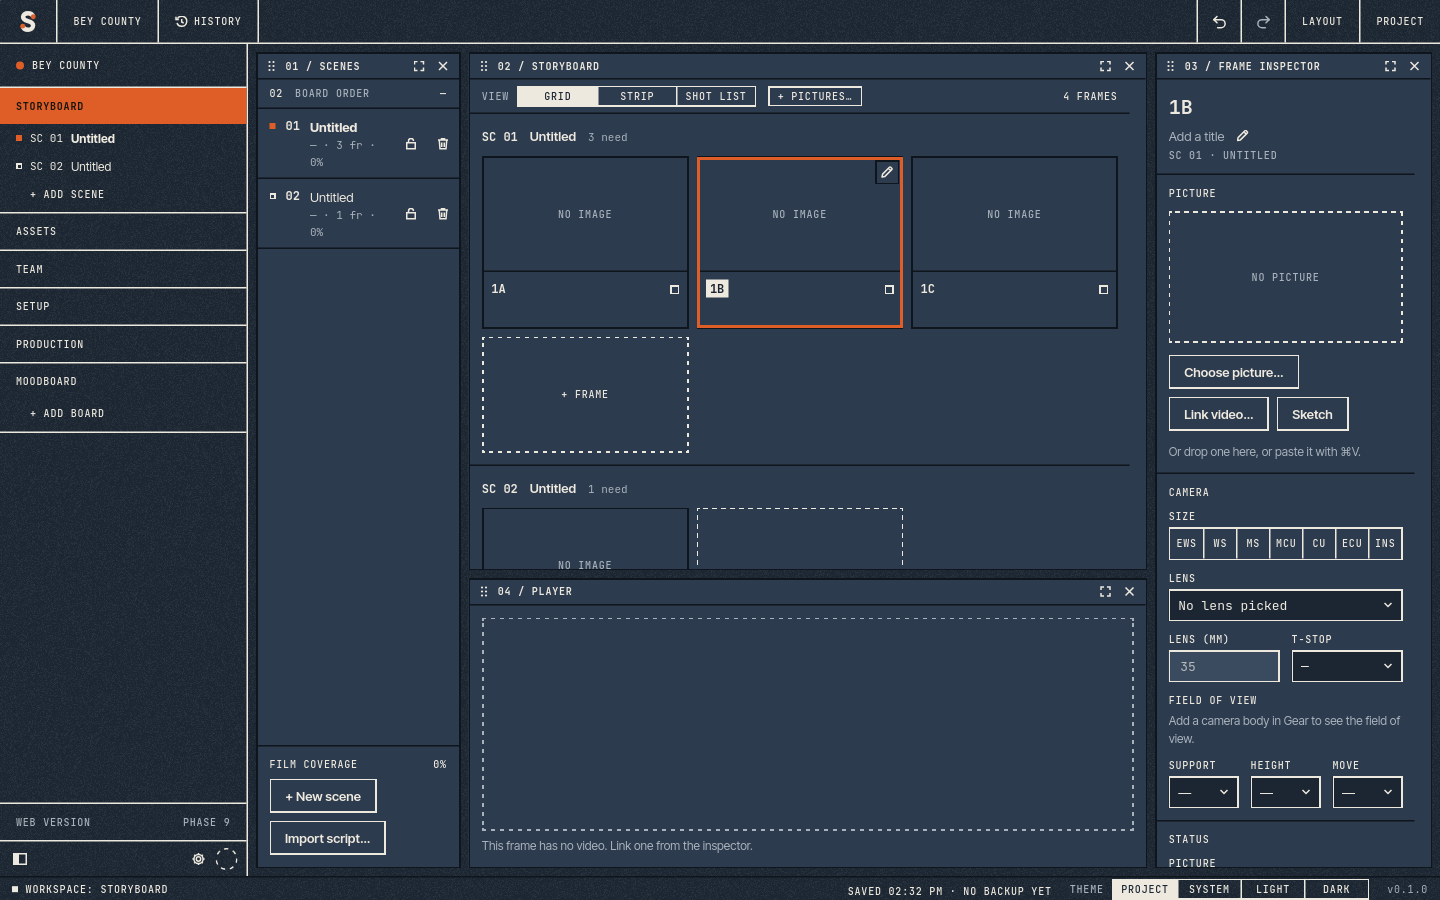 S BEY COUNTY HISTORY LAYOUT PROJECT
BEY COUNTY
STORYBOARD
SC 01 Untitled
SC 02 Untitled
+ ADD SCENE
ASSETS
TEAM
SETUP
PRODUCTION
MOODBOARD
+ ADD BOARD
WEB VERSION PHASE 9
01 / SCENES
02 BOARD ORDER —
01 Untitled
— · 3 fr ·
0%
02 Untitled
— · 1 fr ·
0%
FILM COVERAGE 0%
+ New scene
Import script...
02 / STORYBOARD
VIEW GRID STRIP SHOT LIST + PICTURES… 4 FRAMES
SC 01 Untitled 3 need
NO IMAGE NO IMAGE NO IMAGE
1A 1B 1C
+ FRAME
SC 02 Untitled 1 need
NO IMAGE
04 / PLAYER
This frame has no video. Link one from the inspector.
03 / FRAME INSPECTOR
1B
Add a title
SC 01 · UNTITLED
PICTURE
NO PICTURE
Choose picture...
Link video... Sketch
Or drop one here, or paste it with ⌘V.
CAMERA
SIZE
EWS WS MS MCU CU ECU INS
LENS
No lens picked
LENS (MM) T-STOP
35 —
FIELD OF VIEW
Add a camera body in Gear to see the field of
view.
SUPPORT HEIGHT MOVE
— — —
STATUS
PICTURE
WORKSPACE: STORYBOARD SAVED 02:32 PM · NO BACKUP YET THEME PROJECT SYSTEM LIGHT DARK v0.1.0